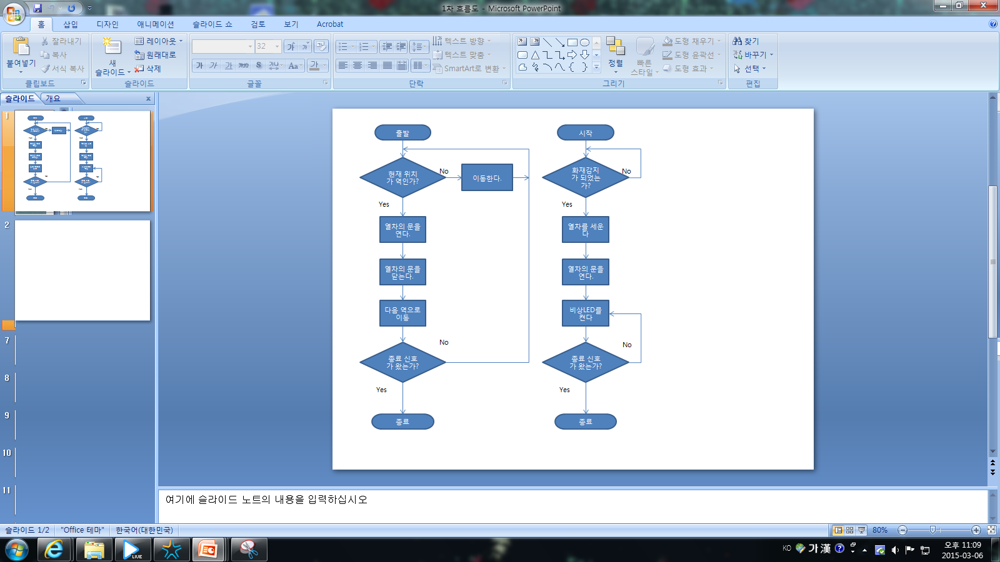 1차 흐름도 - Microsoft PowerPoint
홈 삽입 디자인 애니메이션 슬라이드 쇼 검토 보기 Acrobat
붙여넣기
잘라내기
복사
서식 복사
클립보드
새
슬라이드
레이아웃
원래대로
삭제
슬라이드
32
가 가
가 가 가 가나다 S 간나 Aa 가
글꼴
텍스트 방향
텍스트 맞춤
SmartArt로 변환
단락
정렬
빠른
스타일
도형 채우기
도형 윤곽선
도형 효과
그리기
찾기
바꾸기
선택
편집
슬라이드 개요
1
2
7
8
9
10
11
출발
현재 위치
가 역인가?
No
이동한다.
Yes
열차의 문을
연다.
열차의 문을
닫는다.
다음 역으로
이동
No
종료 신호
가 왔는가?
Yes
종료
시작
화재감지
가 되었는
가?
No
Yes
열차를 세운
다
열차의 문을
연다.
비상LED를
켠다
No
종료 신호
가 왔는가?
Yes
종료
여기에 슬라이드 노트의 내용을 입력하십시오
슬라이드 1/2 "Office 테마" 한국어(대한민국) 80%
LIVE
KO 가 漢
오후 11:09
2015-03-06